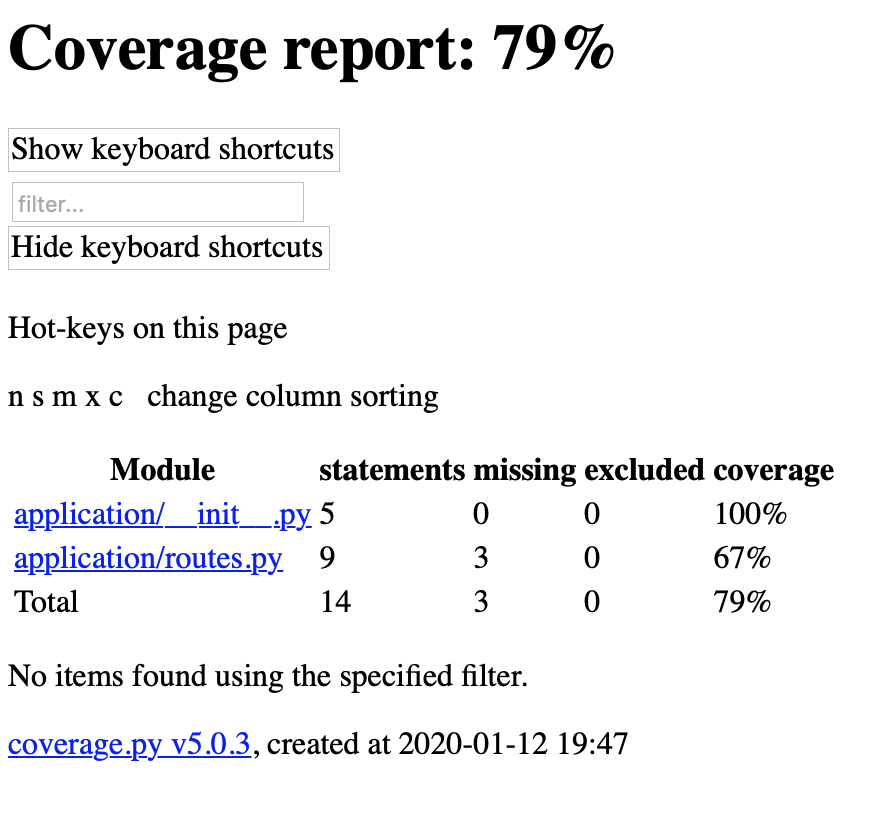 Coverage report: 79%
Show keyboard shortcuts
filter...
Hide keyboard shortcuts
Hot-keys on this page
n s m x c change column sorting
Module statements missing excluded coverage
application/__init__.py 5 0 0 100%
application/routes.py 9 3 0 67%
Total 14 3 0 79%
No items found using the specified filter.
coverage.py v5.0.3, created at 2020-01-12 19:47